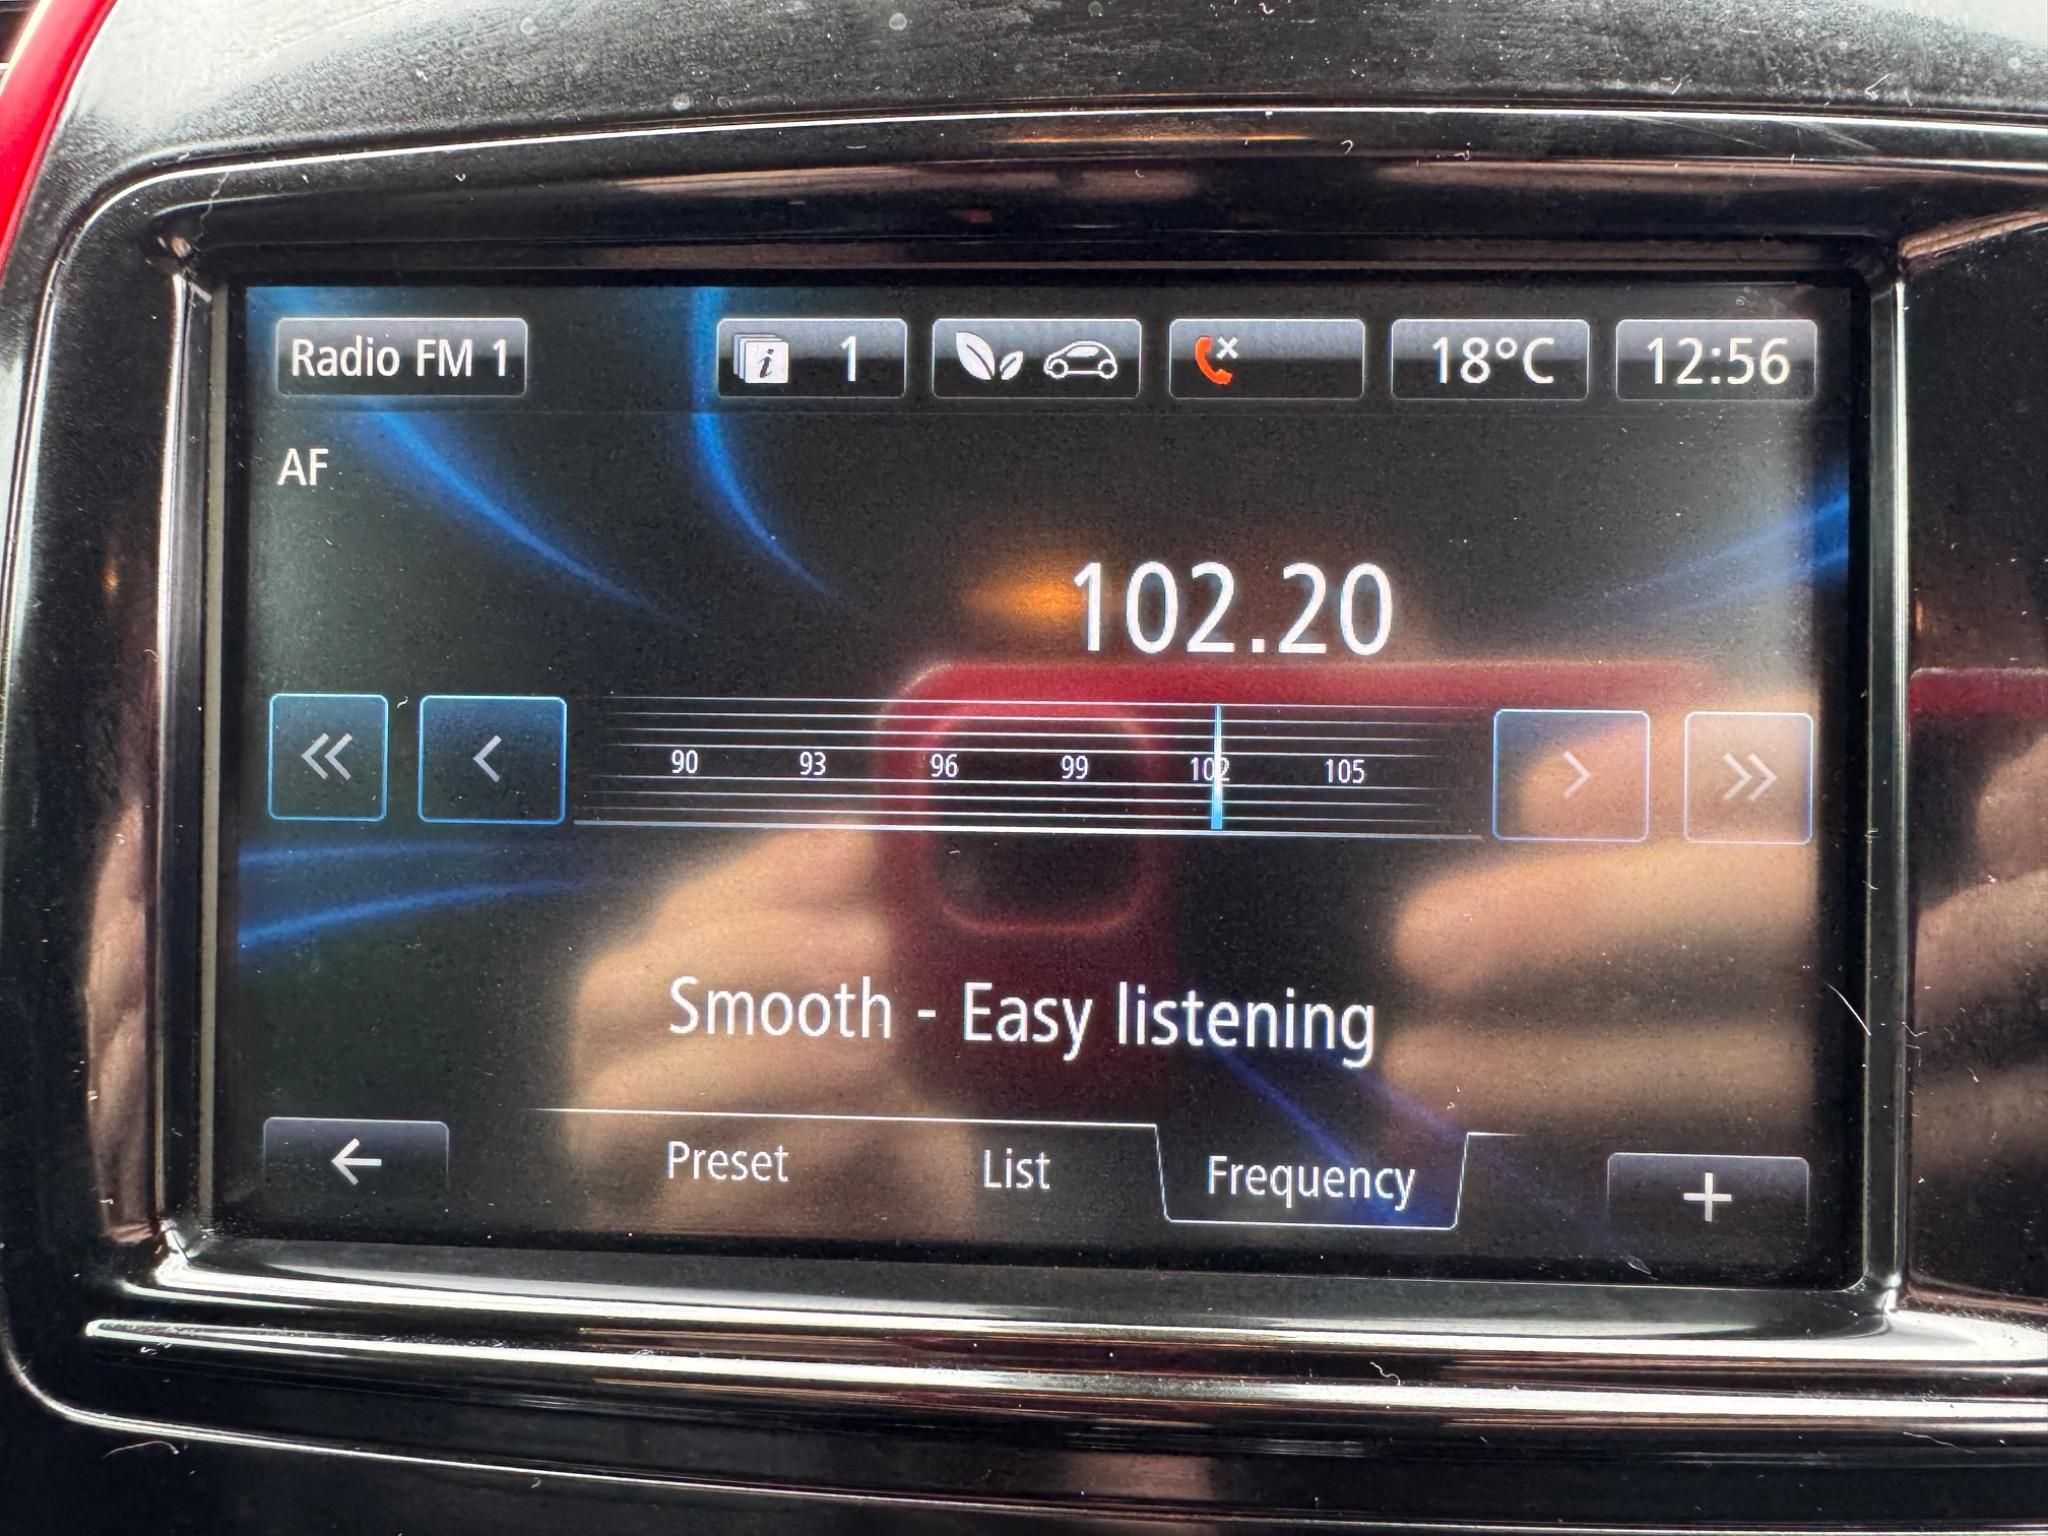 Radio FM 1 1 18°C 12:56
AF
102.20
90 93 96 99 102 105
Smooth - Easy listening
Preset List Frequency